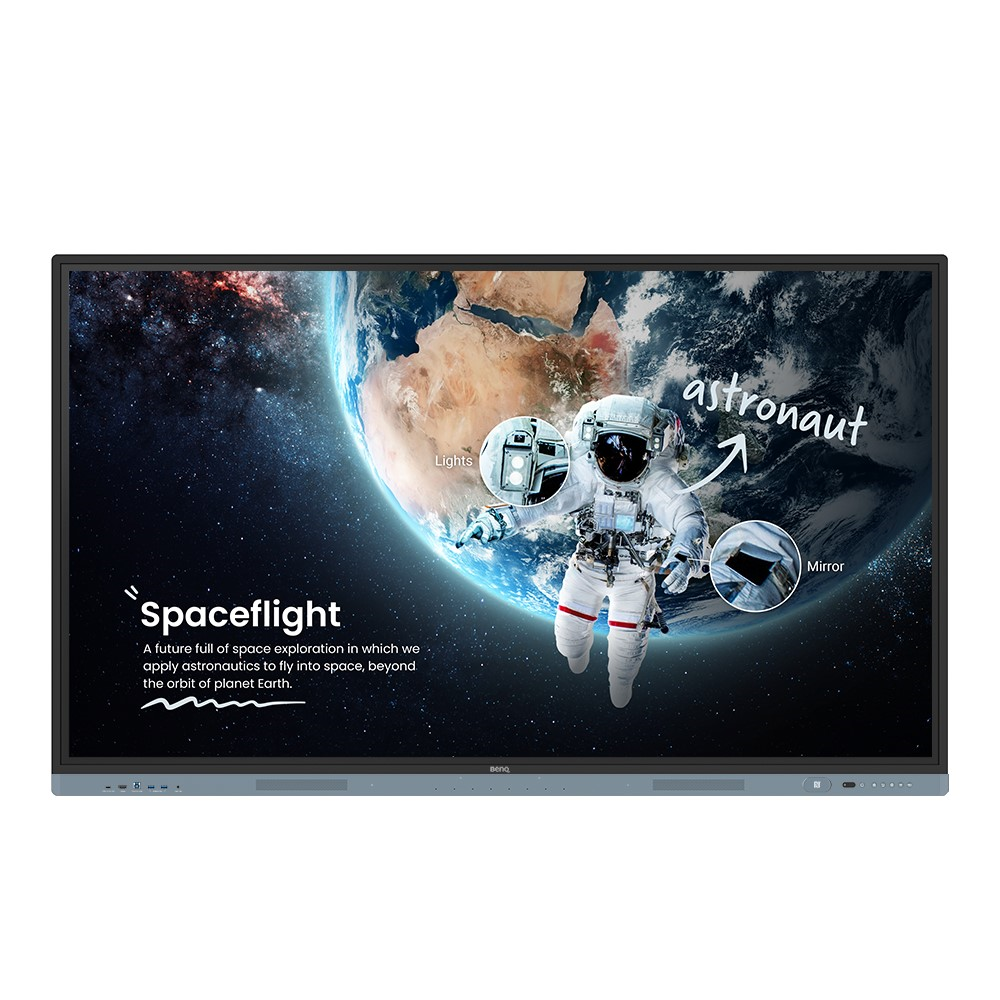 astronaut
Lights
Mirror
Spaceflight
A future full of space exploration in which we
apply astronautics to fly into space, beyond
the orbit of planet Earth.
BenQ